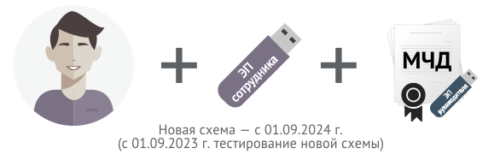 ЭП
сотрудника
МЧД
ЭП
руководителя
Новая схема — с 01.09.2024 г.
(с 01.09.2023 г. тестирование новой схемы)